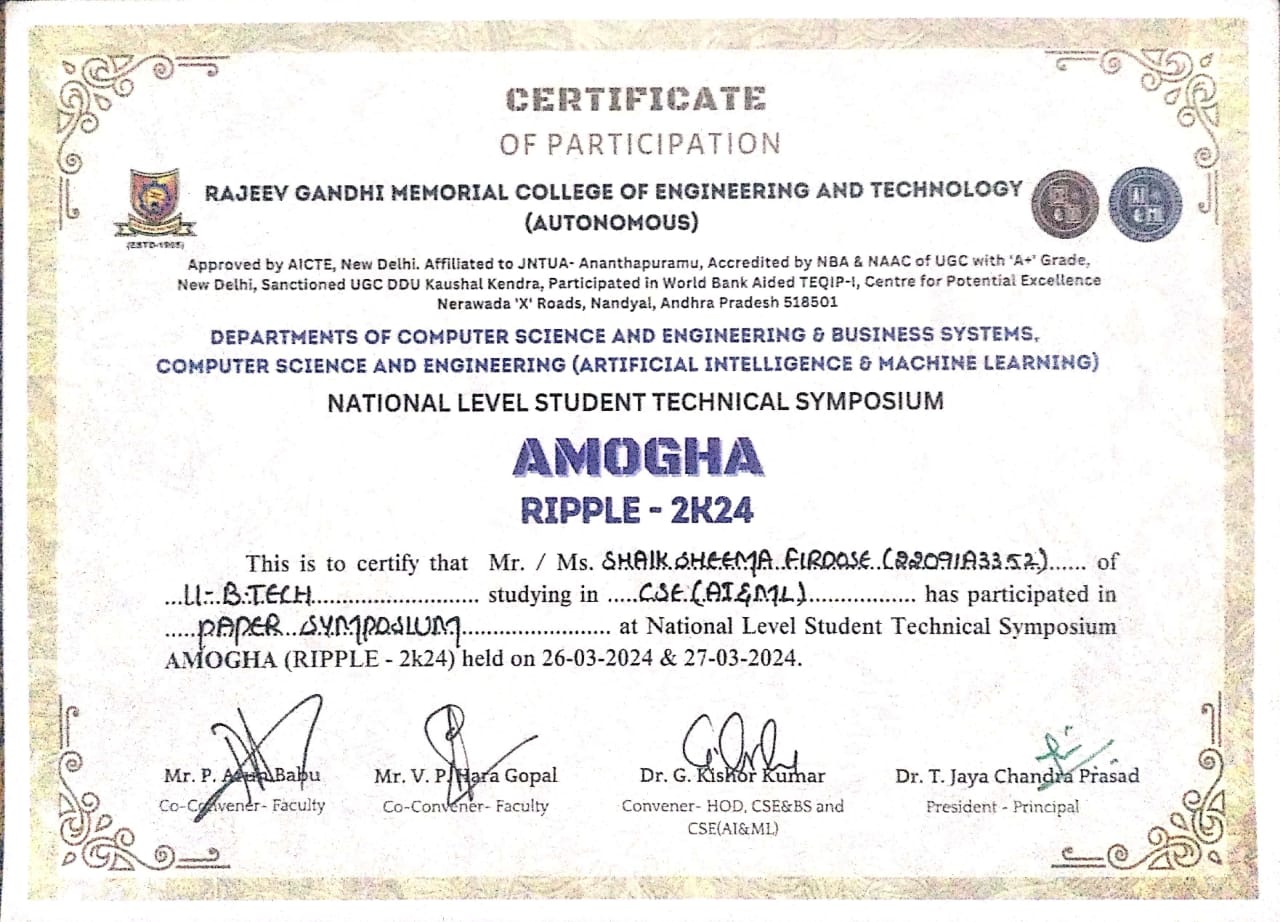 CERTIFICATE
OF PARTICIPATION
RAJEEV GANDHI MEMORIAL COLLEGE OF ENGINEERING AND TECHNOLOGY
(AUTONOMOUS)
(ESTD-1995)
Approved by AICTE, New Delhi. Affiliated to JNTUA- Ananthapuramu, Accredited by NBA & NAAC of UGC with 'A+' Grade,
New Delhi, Sanctioned UGC DDU Kaushal Kendra, Participated in World Bank Aided TEQIP-I, Centre for Potential Excellence
Nerawada 'X' Roads, Nandyal, Andhra Pradesh 518501
DEPARTMENTS OF COMPUTER SCIENCE AND ENGINEERING & BUSINESS SYSTEMS,
COMPUTER SCIENCE AND ENGINEERING (ARTIFICIAL INTELLIGENCE & MACHINE LEARNING)
NATIONAL LEVEL STUDENT TECHNICAL SYMPOSIUM
AMOGHA
RIPPLE - 2K24
This is to certify that Mr. / Ms. SHAIK SHEEMA FIRDOSE (22091A3352)...... of
...II- B.TECH.......................... studying in .....CSE (AI&ML)................. has participated in
.....PAPER SYMPOSIUM....................... at National Level Student Technical Symposium
AMOGHA (RIPPLE - 2k24) held on 26-03-2024 & 27-03-2024.
Mr. P. Arun Babu Mr. V. P. Hara Gopal Dr. G. Kishor Kumar Dr. T. Jaya Chandra Prasad
Co-Convener- Faculty Co-Convener- Faculty Convener- HOD, CSE&BS and President - Principal
CSE(AI&ML)